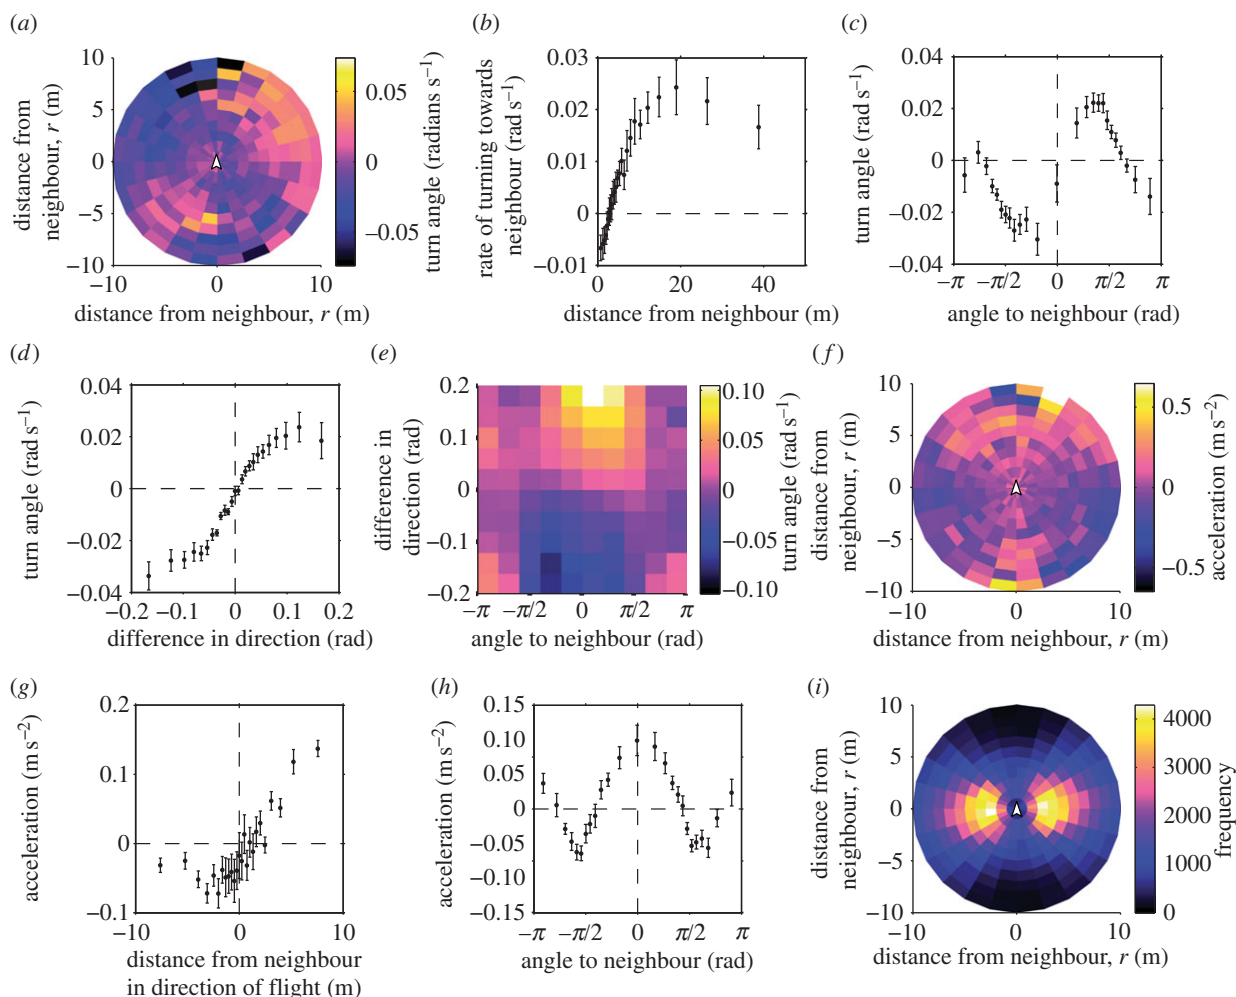 (a)
10
5
0
−5
−10
−10
0
10
distance from
neighbour, r (m)
distance from neighbour, r (m)
0.05
0
−0.05
turn angle (radians s−1)
(b)
0.03
0.02
0.01
0
−0.01
0
20
40
rate of turning towards
neighbour (rad s−1)
distance from neighbour (m)
(c)
0.04
0.02
0
−0.02
−0.04
−π
−π/2
0
π/2
π
turn angle (rad s−1)
angle to neighbour (rad)
(d)
0.04
0.02
0
−0.02
−0.04
−0.2
−0.1
0
0.1
0.2
turn angle (rad s−1)
difference in direction (rad)
(e)
0.2
0.1
0
−0.1
−0.2
−π
−π/2
0
π/2
π
difference in
direction (rad)
angle to neighbour (rad)
0.10
0.05
0
−0.05
−0.10
turn angle (rad s−1)
(f)
10
5
0
−5
−10
−10
0
10
distance from
neighbour, r (m)
distance from neighbour, r (m)
0.5
0
−0.5
acceleration (m s−2)
(g)
0.2
0.1
0
−0.1
−10
0
10
acceleration (m s−2)
distance from neighbour
in direction of flight (m)
(h)
0.15
0.10
0.05
0
−0.05
−0.10
−0.15
−π
−π/2
0
π/2
π
acceleration (m s−2)
angle to neighbour (rad)
(i)
10
5
0
−5
−10
−10
0
10
distance from
neighbour, r (m)
distance from neighbour, r (m)
4000
3000
2000
1000
0
frequency